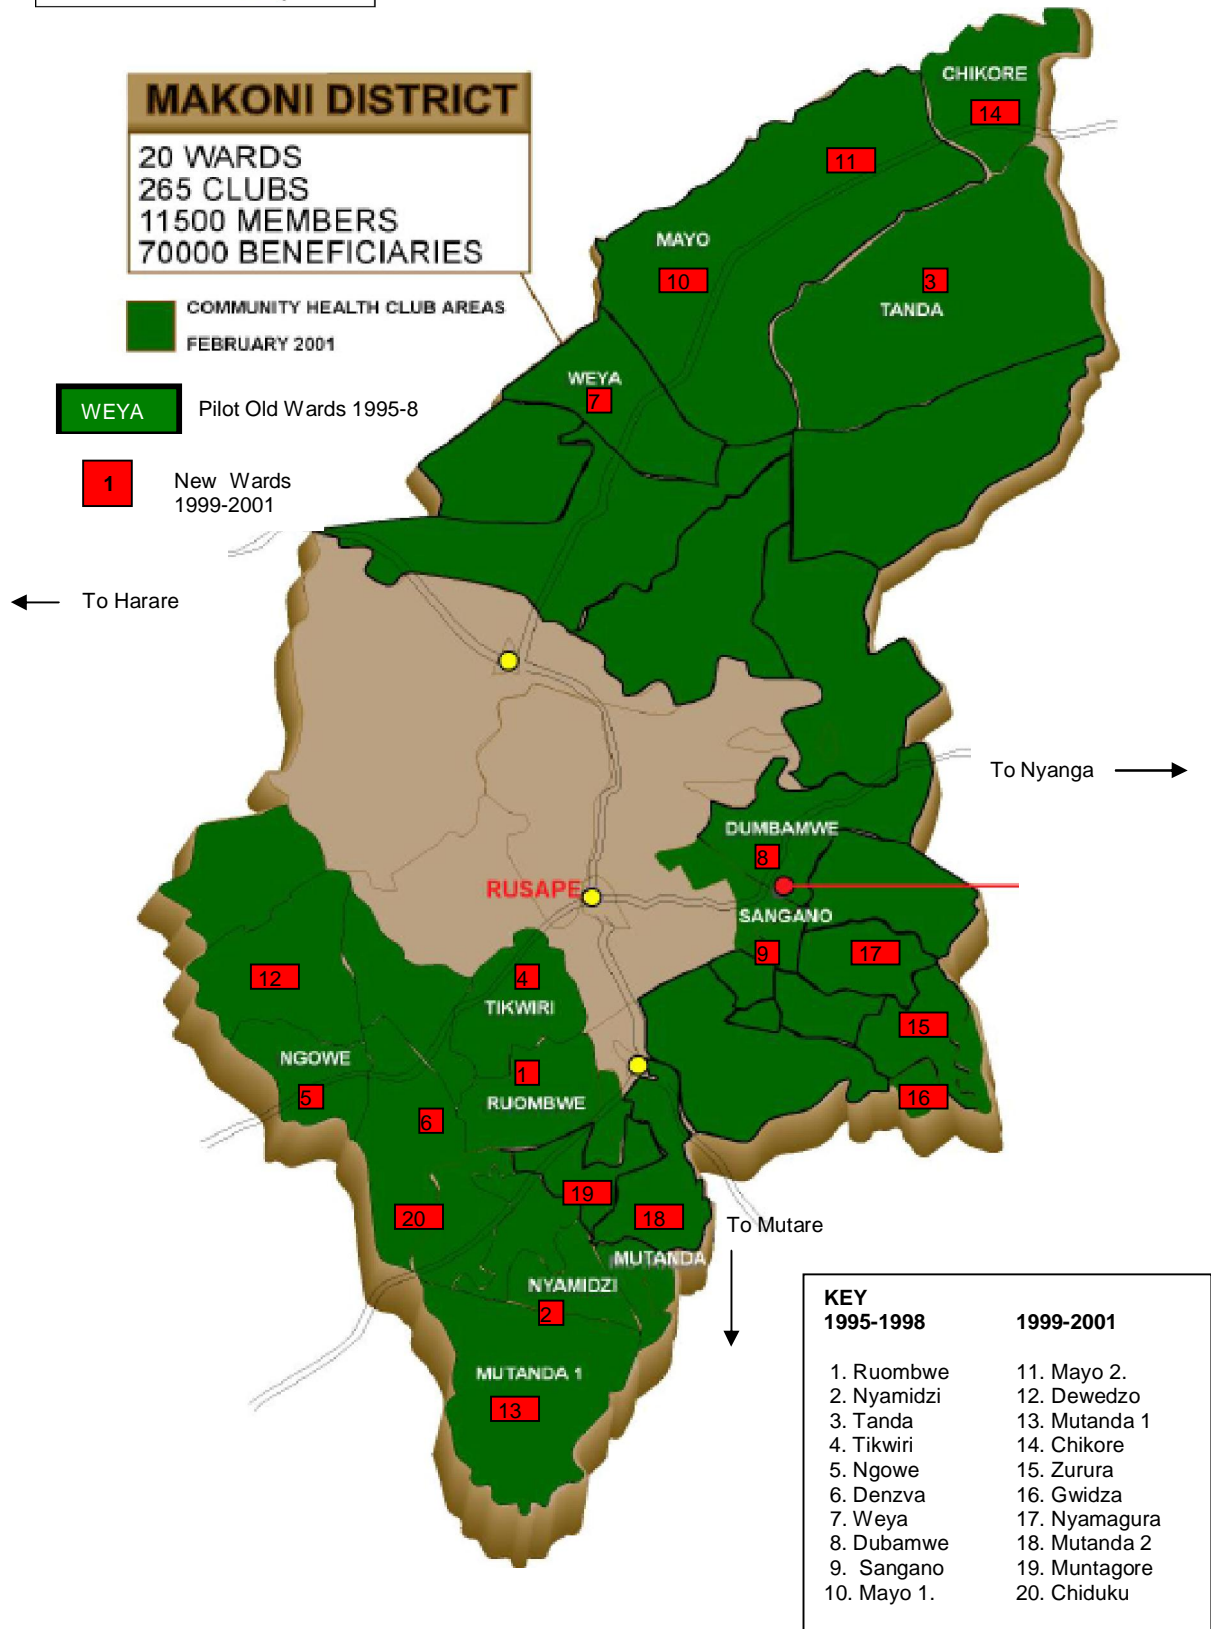 MAKONI DISTRICT
20 WARDS
265 CLUBS
11500 MEMBERS
70000 BENEFICIARIES
COMMUNITY HEALTH CLUB AREAS
FEBRUARY 2001
WEYA
Pilot Old Wards 1995-8
1
New Wards
1999-2001
To Harare
CHIKORE
14
11
MAYO
10
3
TANDA
WEYA
7
To Nyanga
DUMBAMWE
8
RUSAPE
SANGANO
9
17
12
4
TIKWIRI
15
NGOWE
5
1
RUOMBWE
16
6
19
20
18
To Mutare
MUTANDA
NYAMIDZI
2
MUTANDA 1
13
KEY
1995-1998
1. Ruombwe
2. Nyamidzi
3. Tanda
4. Tikwiri
5. Ngowe
6. Denzva
7. Weya
8. Dubamwe
9. Sangano
10. Mayo 1.
1999-2001
11. Mayo 2.
12. Dewedzo
13. Mutanda 1
14. Chikore
15. Zurura
16. Gwidza
17. Nyamagura
18. Mutanda 2
19. Muntagore
20. Chiduku